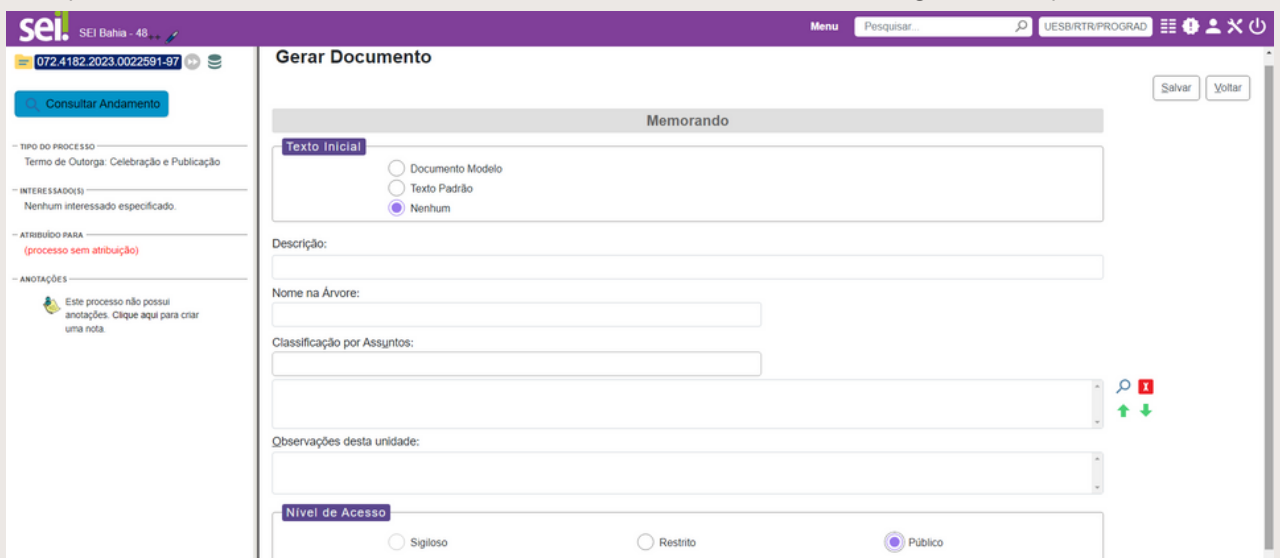 sei! SEI Bahia - 48++
Menu
Pesquisar...
UESB/RTR/PROGRAD
072.4182.2023.0022591-97
Consultar Andamento
TIPO DO PROCESSO
Termo de Outorga: Celebração e Publicação
INTERESSADO(S)
Nenhum interessado especificado.
ATRIBUÍDO PARA
(processo sem atribuição)
ANOTAÇÕES
Este processo não possui
anotações. Clique aqui para criar
uma nota.
Gerar Documento
Salvar
Voltar
Memorando
Texto Inicial
Documento Modelo
Texto Padrão
Nenhum
Descrição:
Nome na Árvore:
Classificação por Assuntos:
Observações desta unidade:
Nível de Acesso
Sigiloso
Restrito
Público